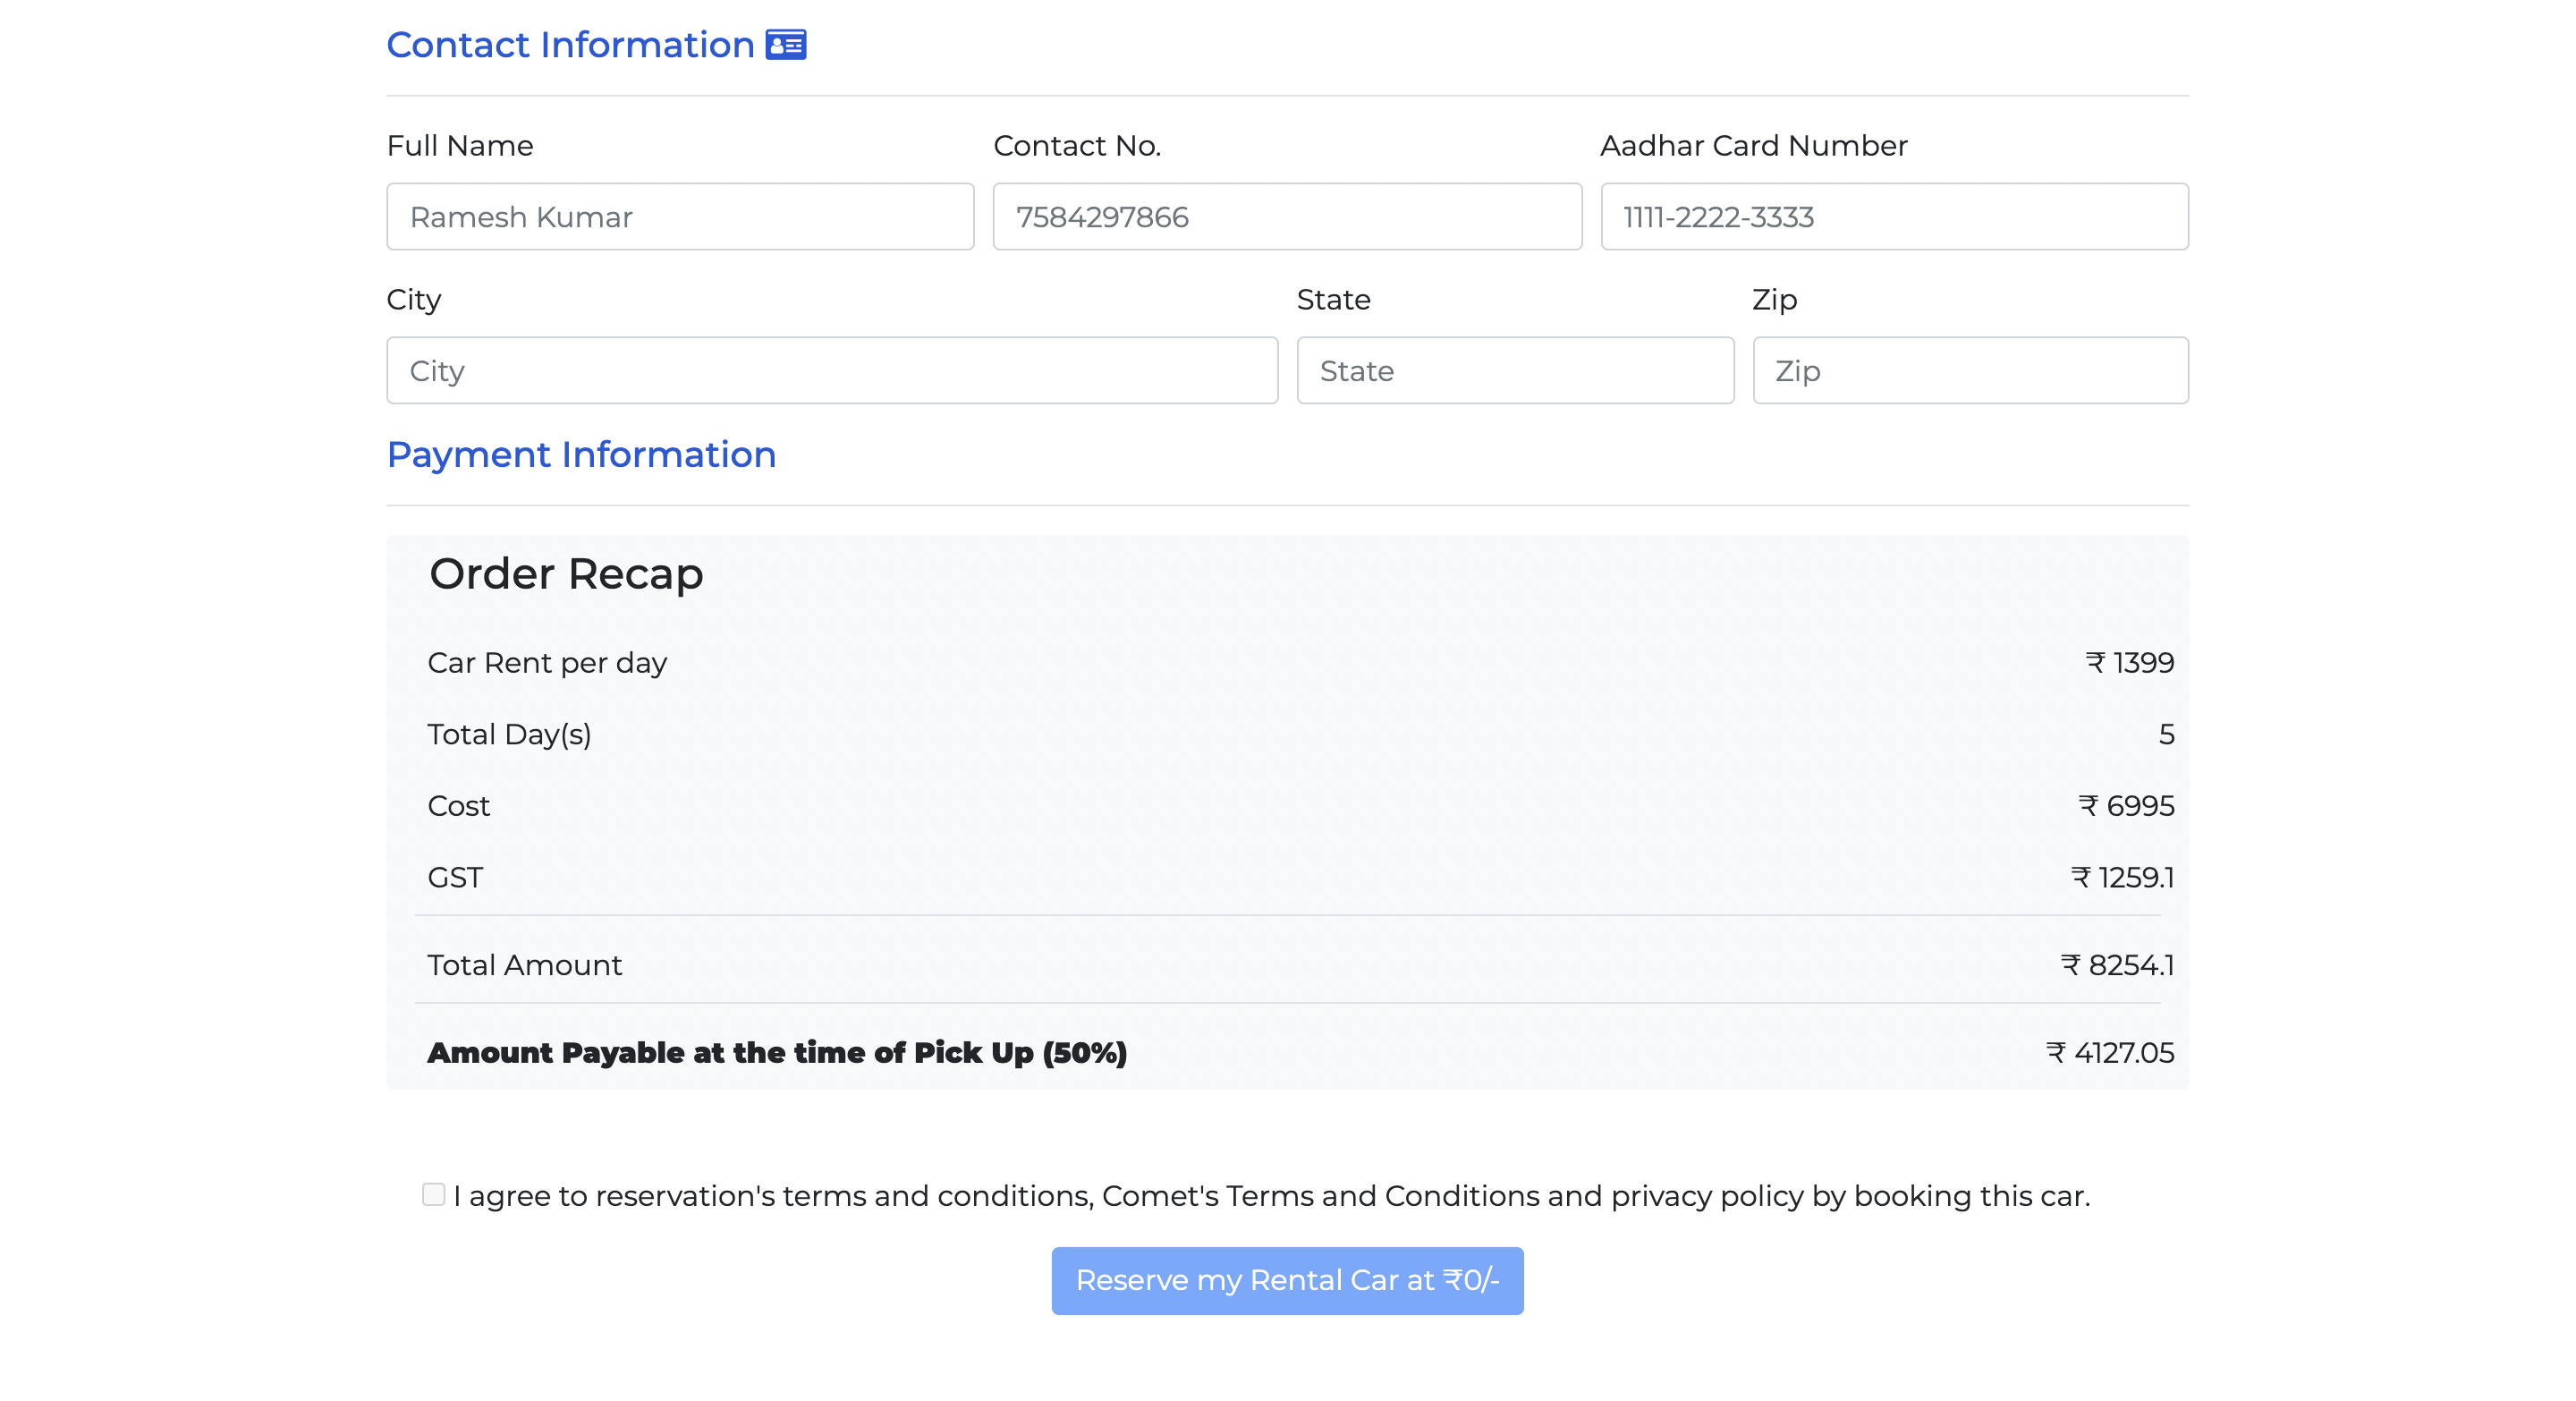 Contact Information
Full Name Contact No. Aadhar Card Number
Ramesh Kumar 7584297866 1111-2222-3333
City State Zip
City State Zip
Payment Information
Order Recap
Car Rent per day ₹ 1399
Total Day(s) 5
Cost ₹ 6995
GST ₹ 1259.1
Total Amount ₹ 8254.1
Amount Payable at the time of Pick Up (50%) ₹ 4127.05
I agree to reservation's terms and conditions, Comet's Terms and Conditions and privacy policy by booking this car.
Reserve my Rental Car at ₹0/-